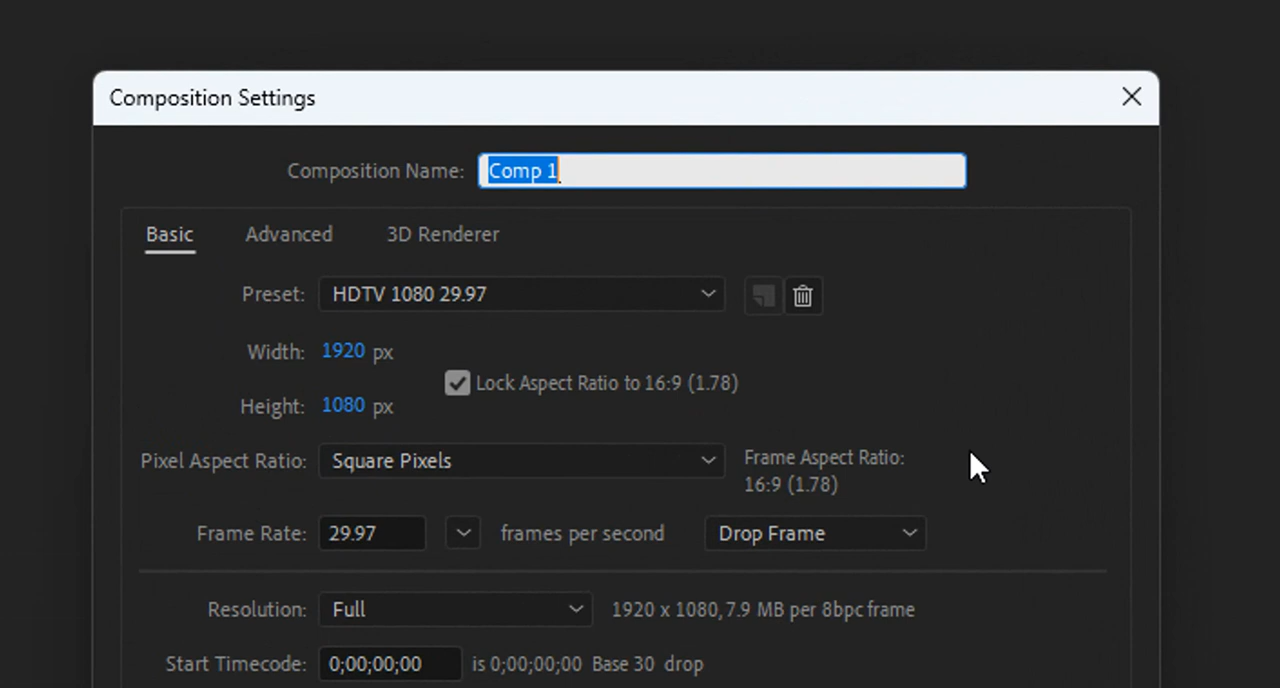 Composition Settings
Composition Name: Comp 1
Basic Advanced 3D Renderer
Preset: HDTV 1080 29.97
Width: 1920 px
Lock Aspect Ratio to 16:9 (1.78)
Height: 1080 px
Pixel Aspect Ratio: Square Pixels Frame Aspect Ratio:
16:9 (1.78)
Frame Rate: 29.97 frames per second Drop Frame
Resolution: Full 1920 x 1080, 7.9 MB per 8bpc frame
Start Timecode: 0;00;00;00 is 0;00;00;00 Base 30 drop